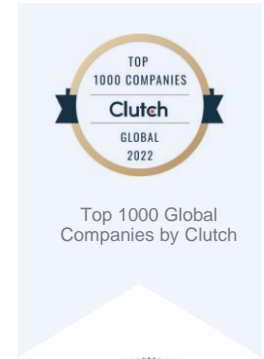 TOP
1000 COMPANIES
Clutch
GLOBAL
2022
Top 1000 Global
Companies by Clutch